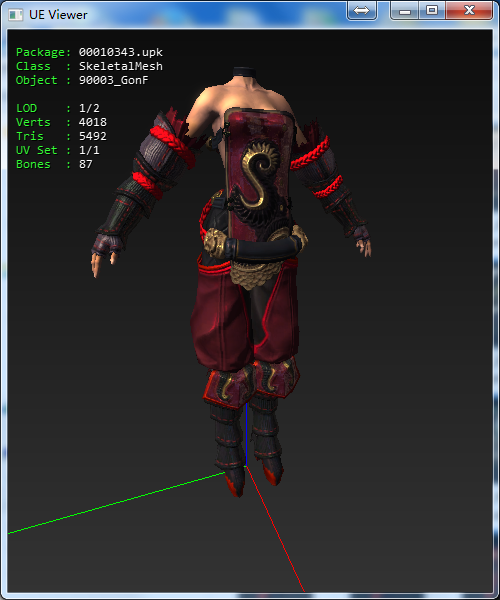 UE Viewer
Package: 00010343.upk
Class : SkeletalMesh
Object : 90003_GonF
LOD : 1/2
Verts : 4018
Tris : 5492
UV Set : 1/1
Bones : 87